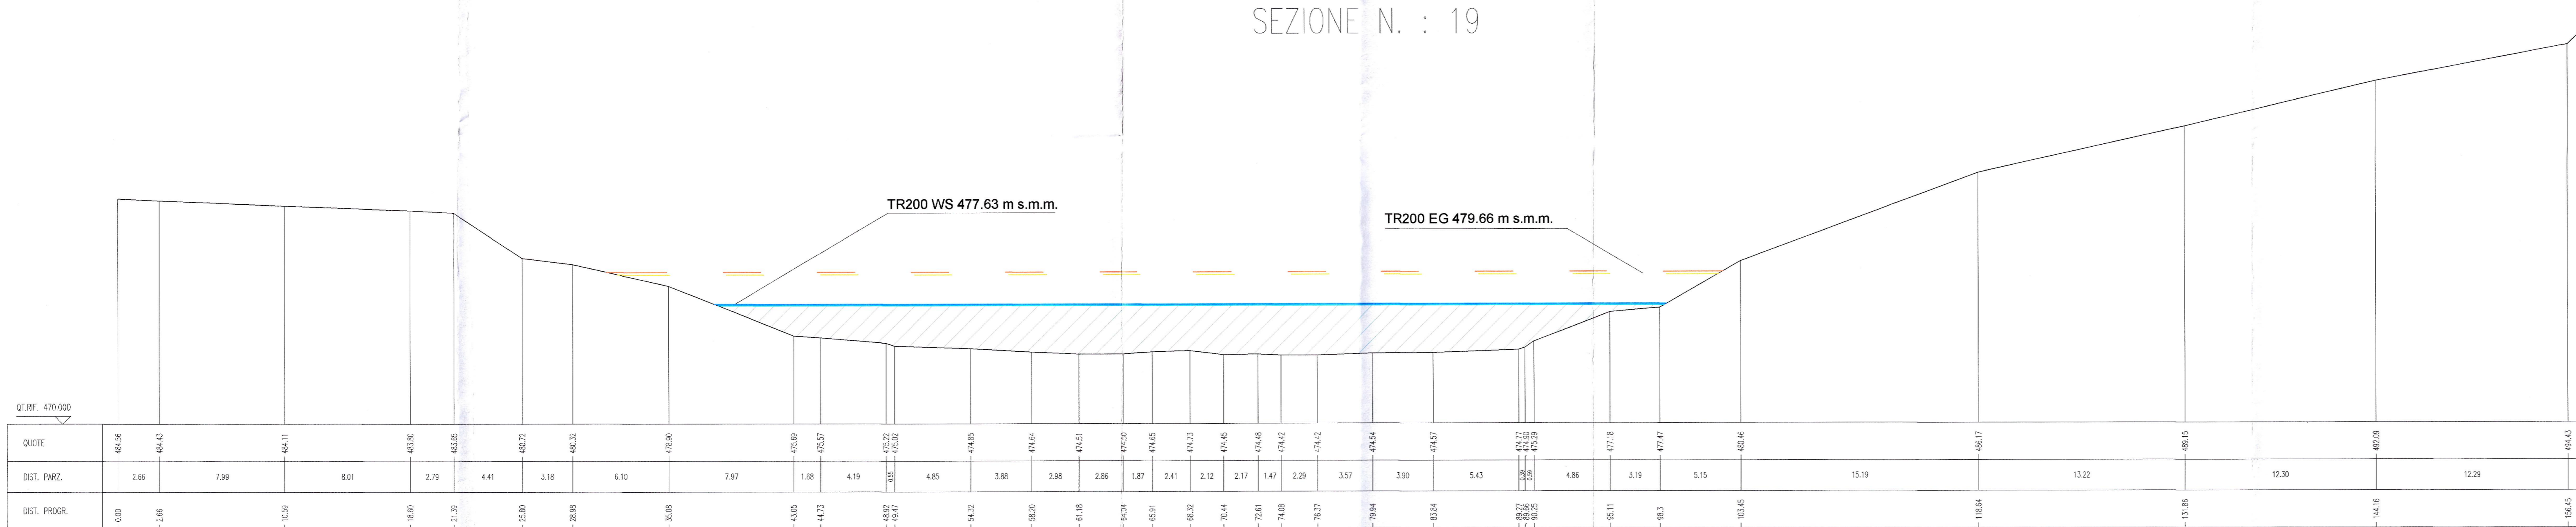 SEZIONE N. : 19
TR200 WS 477.63 m s.m.m.
TR200 EG 479.66 m s.m.m.
QT.RIF. 470.000
QUOTE 484.56 484.43 484.11 483.80 483.65 480.72 480.32 478.90 475.69 475.57 475.22 475.02 474.85 474.64 474.51 474.50 474.65 474.73 474.45 474.48 474.42 474.42 474.54 474.57 474.77 474.90 475.29 477.18 477.47 480.46 486.17 489.15 492.09 494.43
DIST. PARZ. 2.66 7.99 8.01 2.79 4.41 3.18 6.10 7.97 1.68 4.19 0.55 4.85 3.88 2.98 2.86 1.87 2.41 2.12 2.17 1.47 2.29 3.57 3.90 5.43 0.39 0.59 4.86 3.19 5.15 15.19 13.22 12.30 12.29
DIST. PROGR. 0.00 2.66 10.59 18.60 21.39 25.80 28.98 35.08 43.05 44.73 48.92 49.47 54.32 58.20 61.18 65.91 68.32 70.44 72.61 74.08 76.37 79.94 83.84 89.27 89.66 90.25 95.11 98.3 103.45 118.64 131.86 144.16 156.45